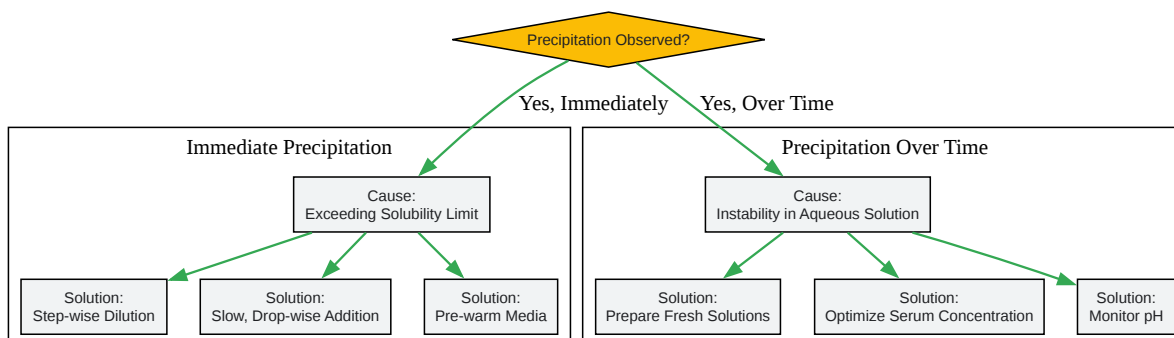 Precipitation Observed?
Yes, Immediately
Yes, Over Time
Immediate Precipitation
Cause:
Exceeding Solubility Limit
Solution:
Step-wise Dilution
Solution:
Slow, Drop-wise Addition
Solution:
Pre-warm Media
Precipitation Over Time
Cause:
Instability in Aqueous Solution
Solution:
Prepare Fresh Solutions
Solution:
Optimize Serum Concentration
Solution:
Monitor pH